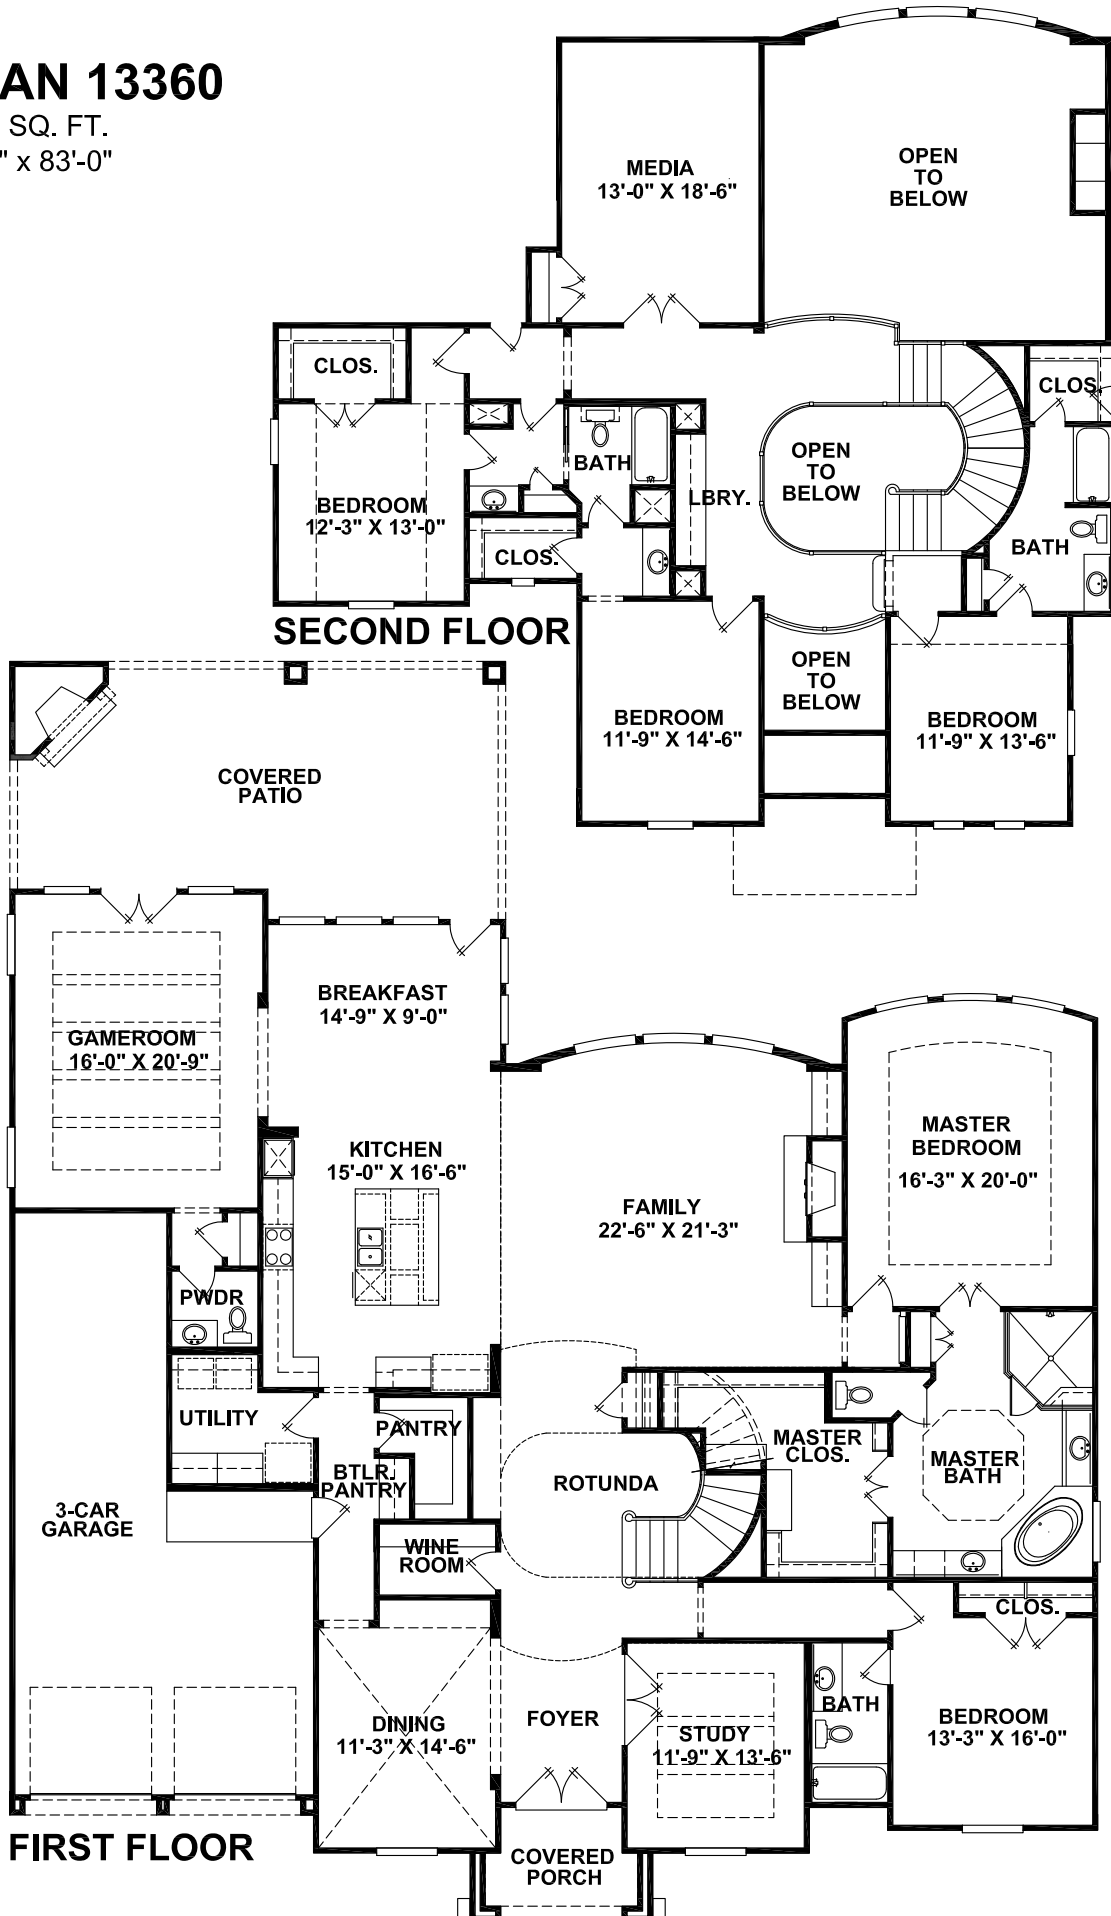 AN 13360
SQ. FT.
" x 83'-0"
MEDIA
13'-0" X 18'-6"
OPEN
TO
BELOW
CLOS.
CLOS.
OPEN
TO
BELOW
BATH
LBRY.
BEDROOM
12'-3" X 13'-0"
CLOS.
BATH
SECOND FLOOR
OPEN
TO
BELOW
BEDROOM
11'-9" X 14'-6"
BEDROOM
11'-9" X 13'-6"
COVERED
PATIO
BREAKFAST
14'-9" X 9'-0"
GAMEROOM
16'-0" X 20'-9"
MASTER
BEDROOM
16'-3" X 20'-0"
KITCHEN
15'-0" X 16'-6"
FAMILY
22'-6" X 21'-3"
PWDR
UTILITY
PANTRY
MASTER
CLOS.
MASTER
BATH
BTLR.
PANTRY
ROTUNDA
3-CAR
GARAGE
WINE
ROOM
CLOS.
BATH
DINING
11'-3" X 14'-6"
FOYER
STUDY
11'-9" X 13'-6"
BEDROOM
13'-3" X 16'-0"
FIRST FLOOR
COVERED
PORCH